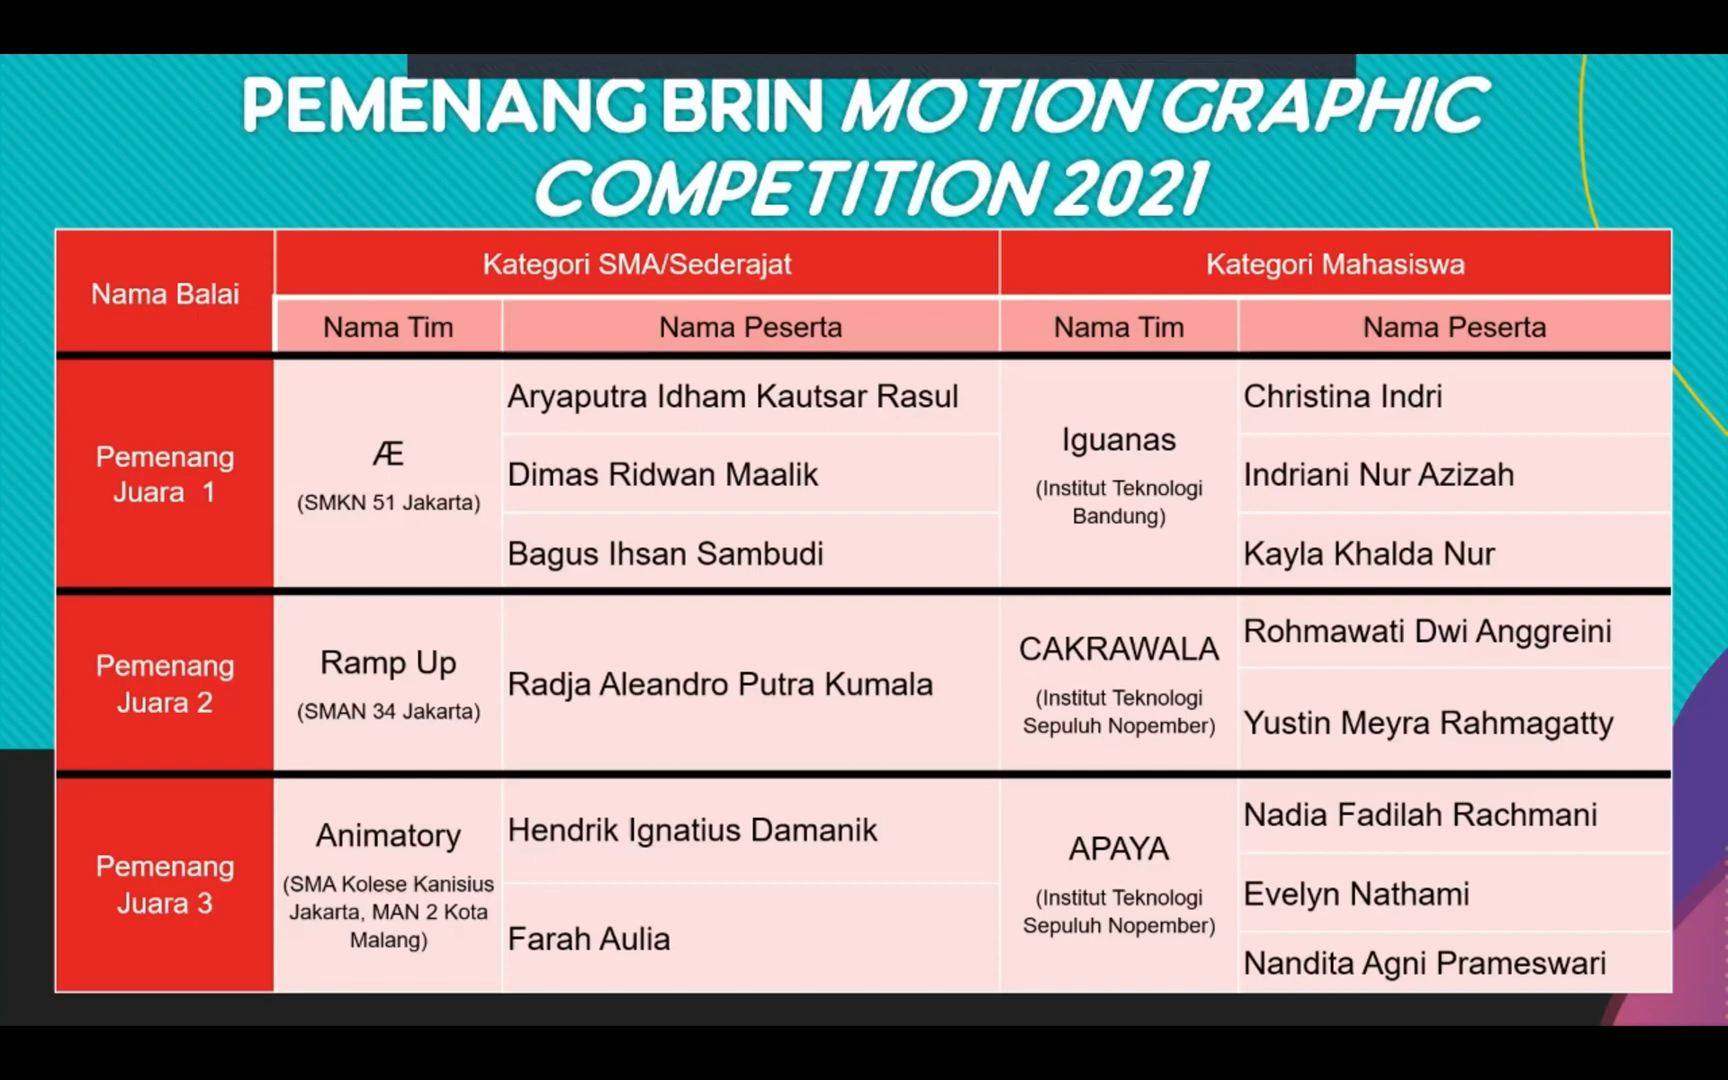 PEMENANG BRIN MOTION GRAPHIC
COMPETITION 2021
Nama Balai
Kategori SMA/Sederajat
Kategori Mahasiswa
Nama Tim
Nama Peserta
Nama Tim
Nama Peserta
Pemenang
Juara 1
Æ
(SMKN 51 Jakarta)
Aryaputra Idham Kautsar Rasul
Dimas Ridwan Maalik
Bagus Ihsan Sambudi
Iguanas
(Institut Teknologi
Bandung)
Christina Indri
Indriani Nur Azizah
Kayla Khalda Nur
Pemenang
Juara 2
Ramp Up
(SMAN 34 Jakarta)
Radja Aleandro Putra Kumala
CAKRAWALA
(Institut Teknologi
Sepuluh Nopember)
Rohmawati Dwi Anggreini
Yustin Meyra Rahmagatty
Pemenang
Juara 3
Animatory
(SMA Kolese Kanisius
Jakarta, MAN 2 Kota
Malang)
Hendrik Ignatius Damanik
Farah Aulia
APAYA
(Institut Teknologi
Sepuluh Nopember)
Nadia Fadilah Rachmani
Evelyn Nathami
Nandita Agni Prameswari